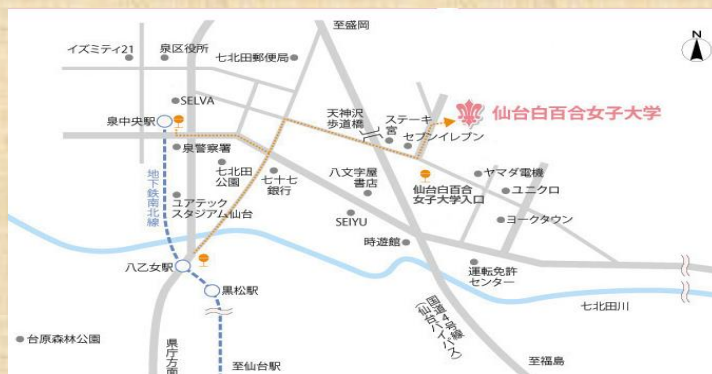 至盛岡
N
イズミティ21
泉区役所
七北田郵便局
SELVA
泉中央駅
天神沢
歩道橋
ステーキ
宮
セブンイレブン
仙台白百合女子大学
泉警察署
七北田
公園
七十七
銀行
八文字屋
書店
仙台白百合
女子大学入口
ヤマダ電機
ユニクロ
ヨークタウン
地下鉄南北線
ユアテック
スタジアム仙台
SEIYU
時遊館
八乙女駅
運転免許
センター
黒松駅
七北田川
国道4号線
(仙台バイパス)
台原森林公園
県庁方面
至仙台駅
至福島